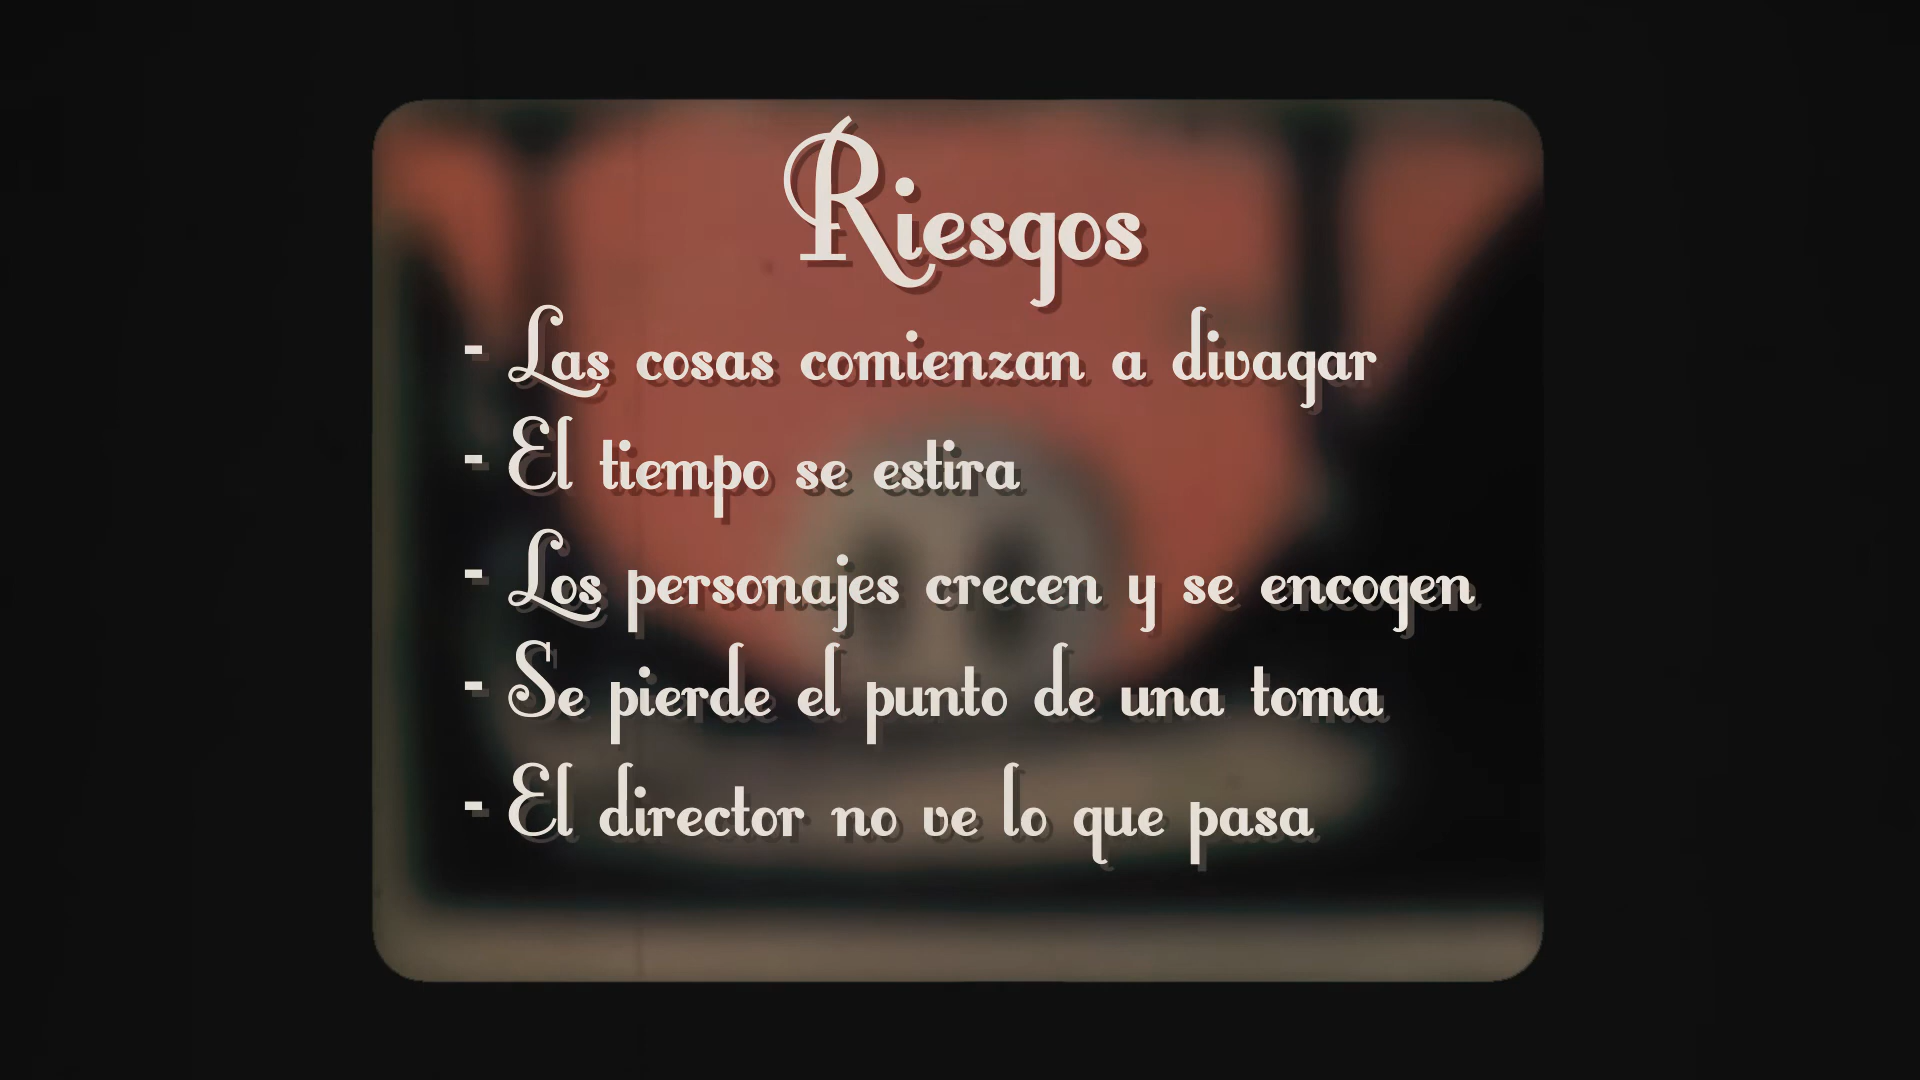 Riesgos
- Las cosas comienzan a divagar
- El tiempo se estira
- Los personajes crecen y se encogen
- Se pierde el punto de una toma
- El director no ve lo que pasa